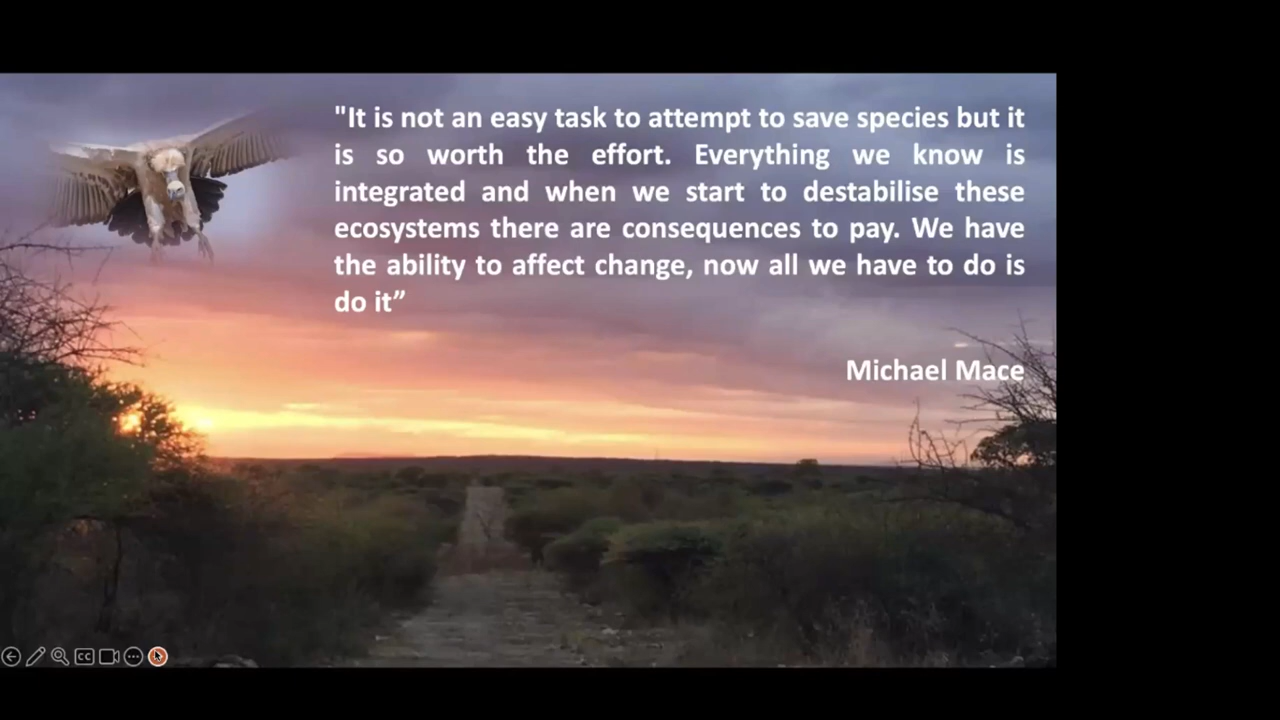 "It is not an easy task to attempt to save species but it
is so worth the effort. Everything we know is
integrated and when we start to destabilise these
ecosystems there are consequences to pay. We have
the ability to affect change, now all we have to do is
do it”
Michael Mace
CC